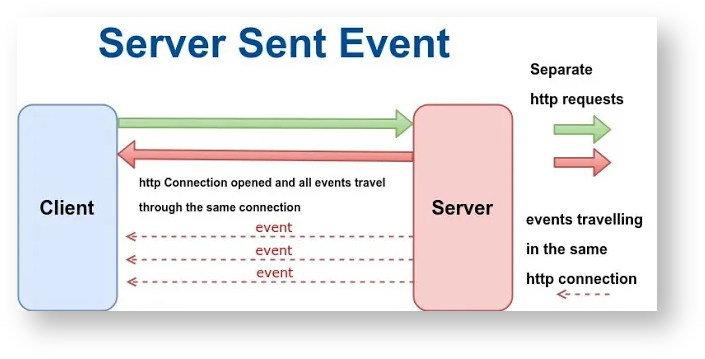 Server Sent Event
Separate
http requests
http Connection opened and all events travel
through the same connection
Client
Server
event
event
event
events travelling
in the same
http connection